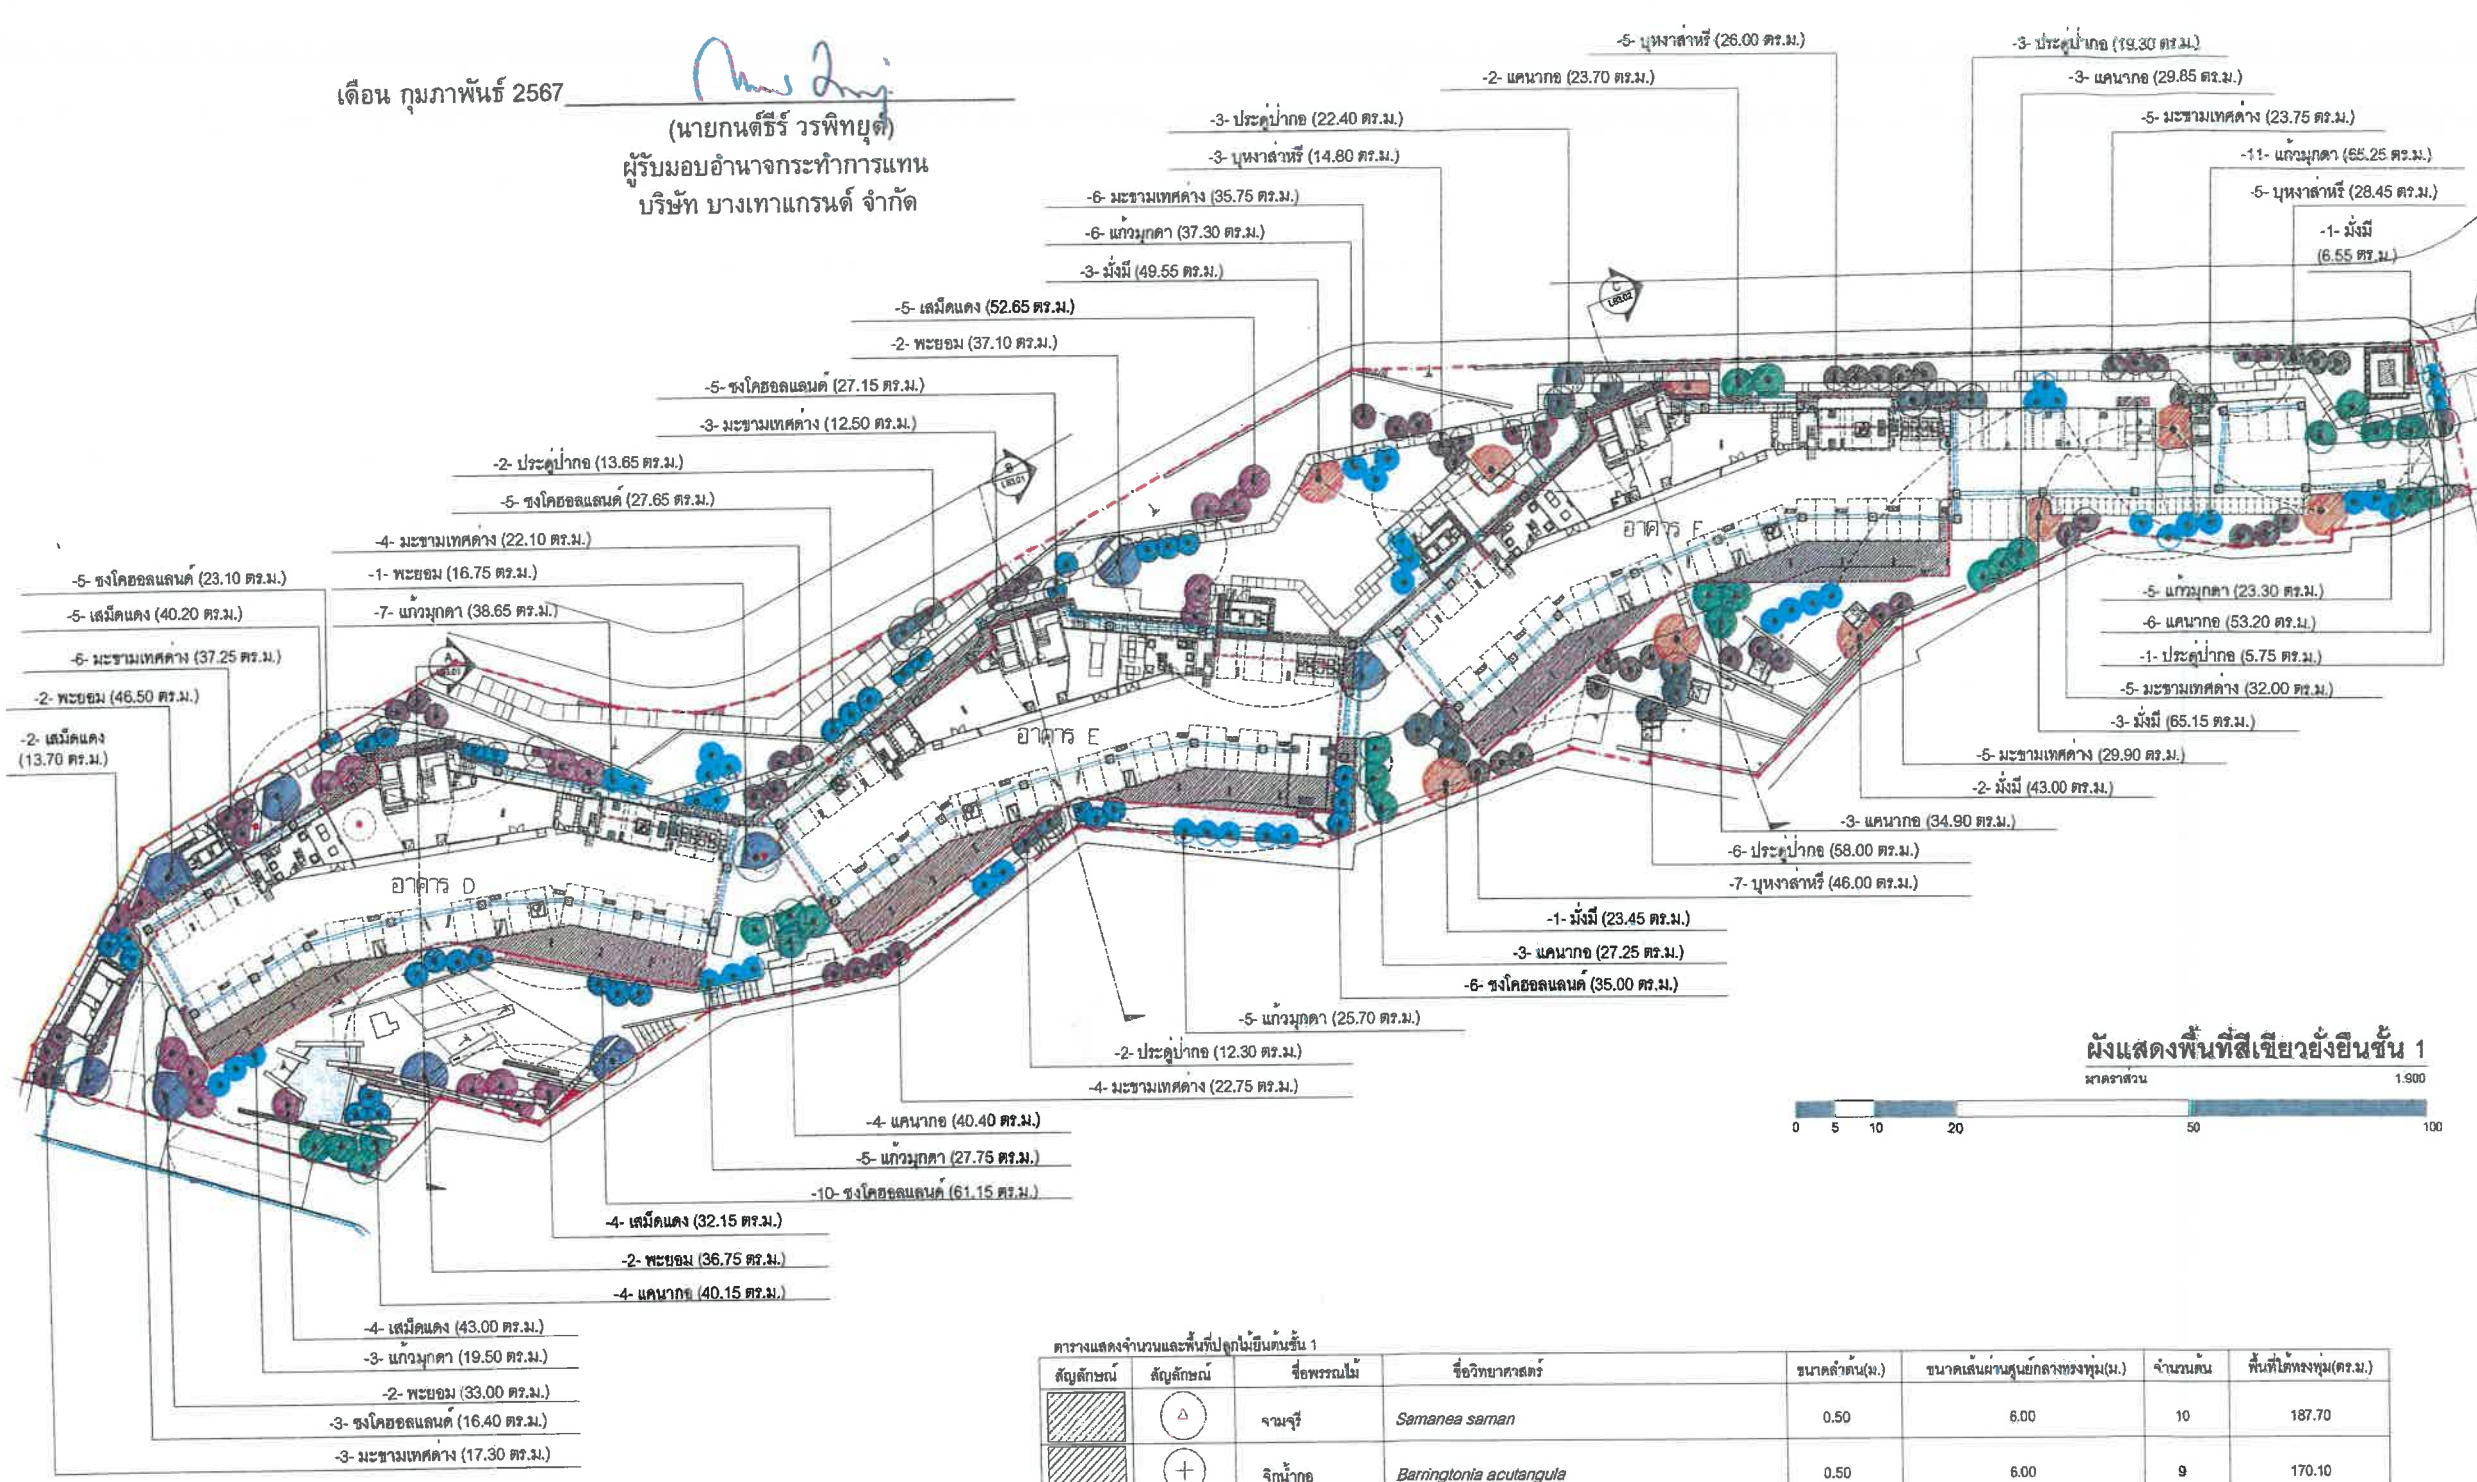 เดือน กุมภาพันธ์ 2567
(นายกนต์ธีร์ วรพิทยุต์)
ผู้รับมอบอำนาจกระทำการแทน
บริษัท บางเทาแกรนด์ จำกัด
-5- บุหงาส่าหรี (26.00 ตร.ม.)
-3- ประดู่ป่ากอ (19.30 ตร.ม.)
-2- แคนากอ (23.70 ตร.ม.)
-3- แคนากอ (29.85 ตร.ม.)
-3- ประดู่ป่ากอ (22.40 ตร.ม.)
-5- มะขามเทศด่าง (23.75 ตร.ม.)
-3- บุหงาส่าหรี (14.80 ตร.ม.)
-11- แก้วมุกดา (65.25 ตร.ม.)
-6- มะขามเทศด่าง (35.75 ตร.ม.)
-5- บุหงาส่าหรี (28.45 ตร.ม.)
-6- แก้วมุกดา (37.30 ตร.ม.)
-1- มั่งมี
(6.55 ตร.ม.)
-3- มั่งมี (49.55 ตร.ม.)
-5- เสม็ดแดง (52.65 ตร.ม.)
C
L63.02
-2- พะยอม (37.10 ตร.ม.)
-5- ชงโคฮอลแลนด์ (27.15 ตร.ม.)
-3- มะขามเทศด่าง (12.50 ตร.ม.)
-2- ประดู่ป่ากอ (13.65 ตร.ม.)
B
L63.01
-5- ชงโคฮอลแลนด์ (27.65 ตร.ม.)
-4- มะขามเทศด่าง (22.10 ตร.ม.)
-1- พะยอม (16.75 ตร.ม.)
-5- ชงโคฮอลแลนด์ (23.10 ตร.ม.)
-7- แก้วมุกดา (38.65 ตร.ม.)
-5- เสม็ดแดง (40.20 ตร.ม.)
-6- มะขามเทศด่าง (37.25 ตร.ม.)
A
L63.01
-2- พะยอม (46.50 ตร.ม.)
-2- เสม็ดแดง
(13.70 ตร.ม.)
อาคาร F
อาคาร E
อาคาร D
-5- แก้วมุกดา (23.30 ตร.ม.)
-6- แคนากอ (53.20 ตร.ม.)
-1- ประดู่ป่ากอ (5.75 ตร.ม.)
-5- มะขามเทศด่าง (32.00 ตร.ม.)
-3- มั่งมี (65.15 ตร.ม.)
-5- มะขามเทศด่าง (29.90 ตร.ม.)
-2- มั่งมี (43.00 ตร.ม.)
-3- แคนากอ (34.90 ตร.ม.)
-6- ประดู่ป่ากอ (58.00 ตร.ม.)
-7- บุหงาส่าหรี (46.00 ตร.ม.)
-1- มั่งมี (23.45 ตร.ม.)
-3- แคนากอ (27.25 ตร.ม.)
-6- ชงโคฮอลแลนด์ (35.00 ตร.ม.)
-5- แก้วมุกดา (25.70 ตร.ม.)
-2- ประดู่ป่ากอ (12.30 ตร.ม.)
-4- มะขามเทศด่าง (22.75 ตร.ม.)
-4- แคนากอ (40.40 ตร.ม.)
-5- แก้วมุกดา (27.75 ตร.ม.)
-10- ชงโคฮอลแลนด์ (61.15 ตร.ม.)
-4- เสม็ดแดง (32.15 ตร.ม.)
-2- พะยอม (36.75 ตร.ม.)
-4- แคนากอ (40.15 ตร.ม.)
-4- เสม็ดแดง (43.00 ตร.ม.)
-3- แก้วมุกดา (19.50 ตร.ม.)
-2- พะยอม (33.00 ตร.ม.)
-3- ชงโคฮอลแลนด์ (16.40 ตร.ม.)
-3- มะขามเทศด่าง (17.30 ตร.ม.)
ผังแสดงพื้นที่สีเขียวยั่งยืนชั้น 1
มาตราส่วน 1:900
0 5 10 20 50 100
ตารางแสดงจำนวนและพื้นที่ปลูกไม้ยืนต้นชั้น 1
สัญลักษณ์ สัญลักษณ์ ชื่อพรรณไม้ ชื่อวิทยาศาสตร์ ขนาดลำต้น(ม.) ขนาดเส้นผ่านศูนย์กลางทรงพุ่ม(ม.) จำนวนต้น พื้นที่ใต้ทรงพุ่ม(ตร.ม.)
จามจุรี Samanea saman 0.50 6.00 10 187.70
จิกน้ำกอ Barringtonia acutangula 0.50 6.00 9 170.10